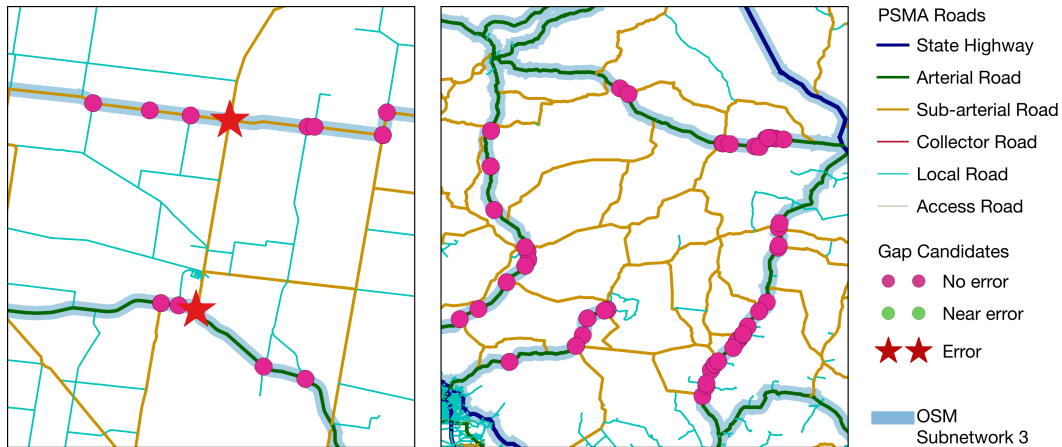 PSMA Roads
State Highway
Arterial Road
Sub-arterial Road
Collector Road
Local Road
Access Road
Gap Candidates
No error
Near error
Error
OSM
Subnetwork 3